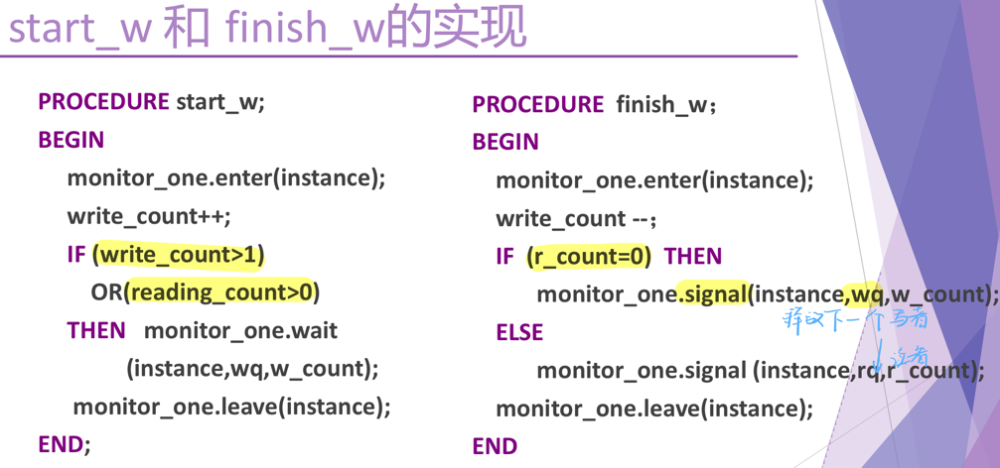 start_w 和 finish_w的实现
PROCEDURE start_w;
BEGIN
monitor_one.enter(instance);
write_count++;
IF (write_count>1)
OR(reading_count>0)
THEN monitor_one.wait
(instance,wq,w_count);
monitor_one.leave(instance);
END;
PROCEDURE finish_w；
BEGIN
monitor_one.enter(instance);
write_count --；
IF (r_count=0) THEN
monitor_one.signal(instance,wq,w_count);
释放下一个写者
ELSE
读者
monitor_one.signal (instance,rq,r_count);
monitor_one.leave(instance);
END